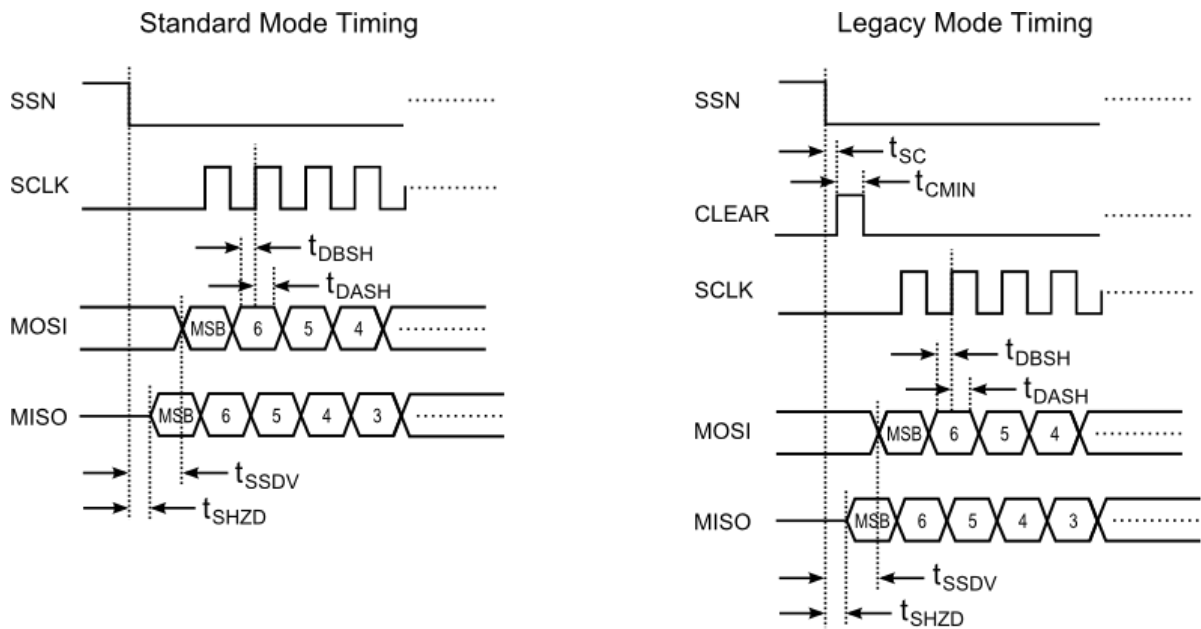 Standard Mode Timing
SSN
SCLK
tDBSH
tDASH
MOSI MSB 6 5 4
MISO MSB 6 5 4 3
tSSDV
tSHZD
Legacy Mode Timing
SSN
tSC
tCMIN
CLEAR
SCLK
tDBSH
tDASH
MOSI MSB 6 5 4
MISO MSB 6 5 4 3
tSSDV
tSHZD